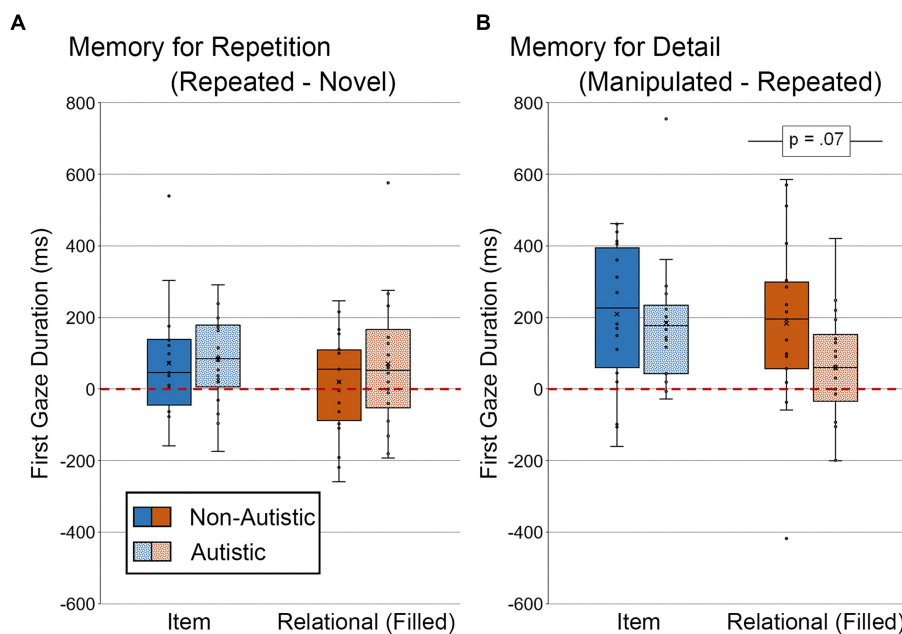 A
Memory for Repetition
(Repeated - Novel)
First Gaze Duration (ms)
800
600
400
200
0
-200
-400
-600
Non-Autistic
Autistic
Item
Relational (Filled)
B
Memory for Detail
(Manipulated - Repeated)
First Gaze Duration (ms)
800
600
400
200
0
-200
-400
-600
p = .07
Item
Relational (Filled)